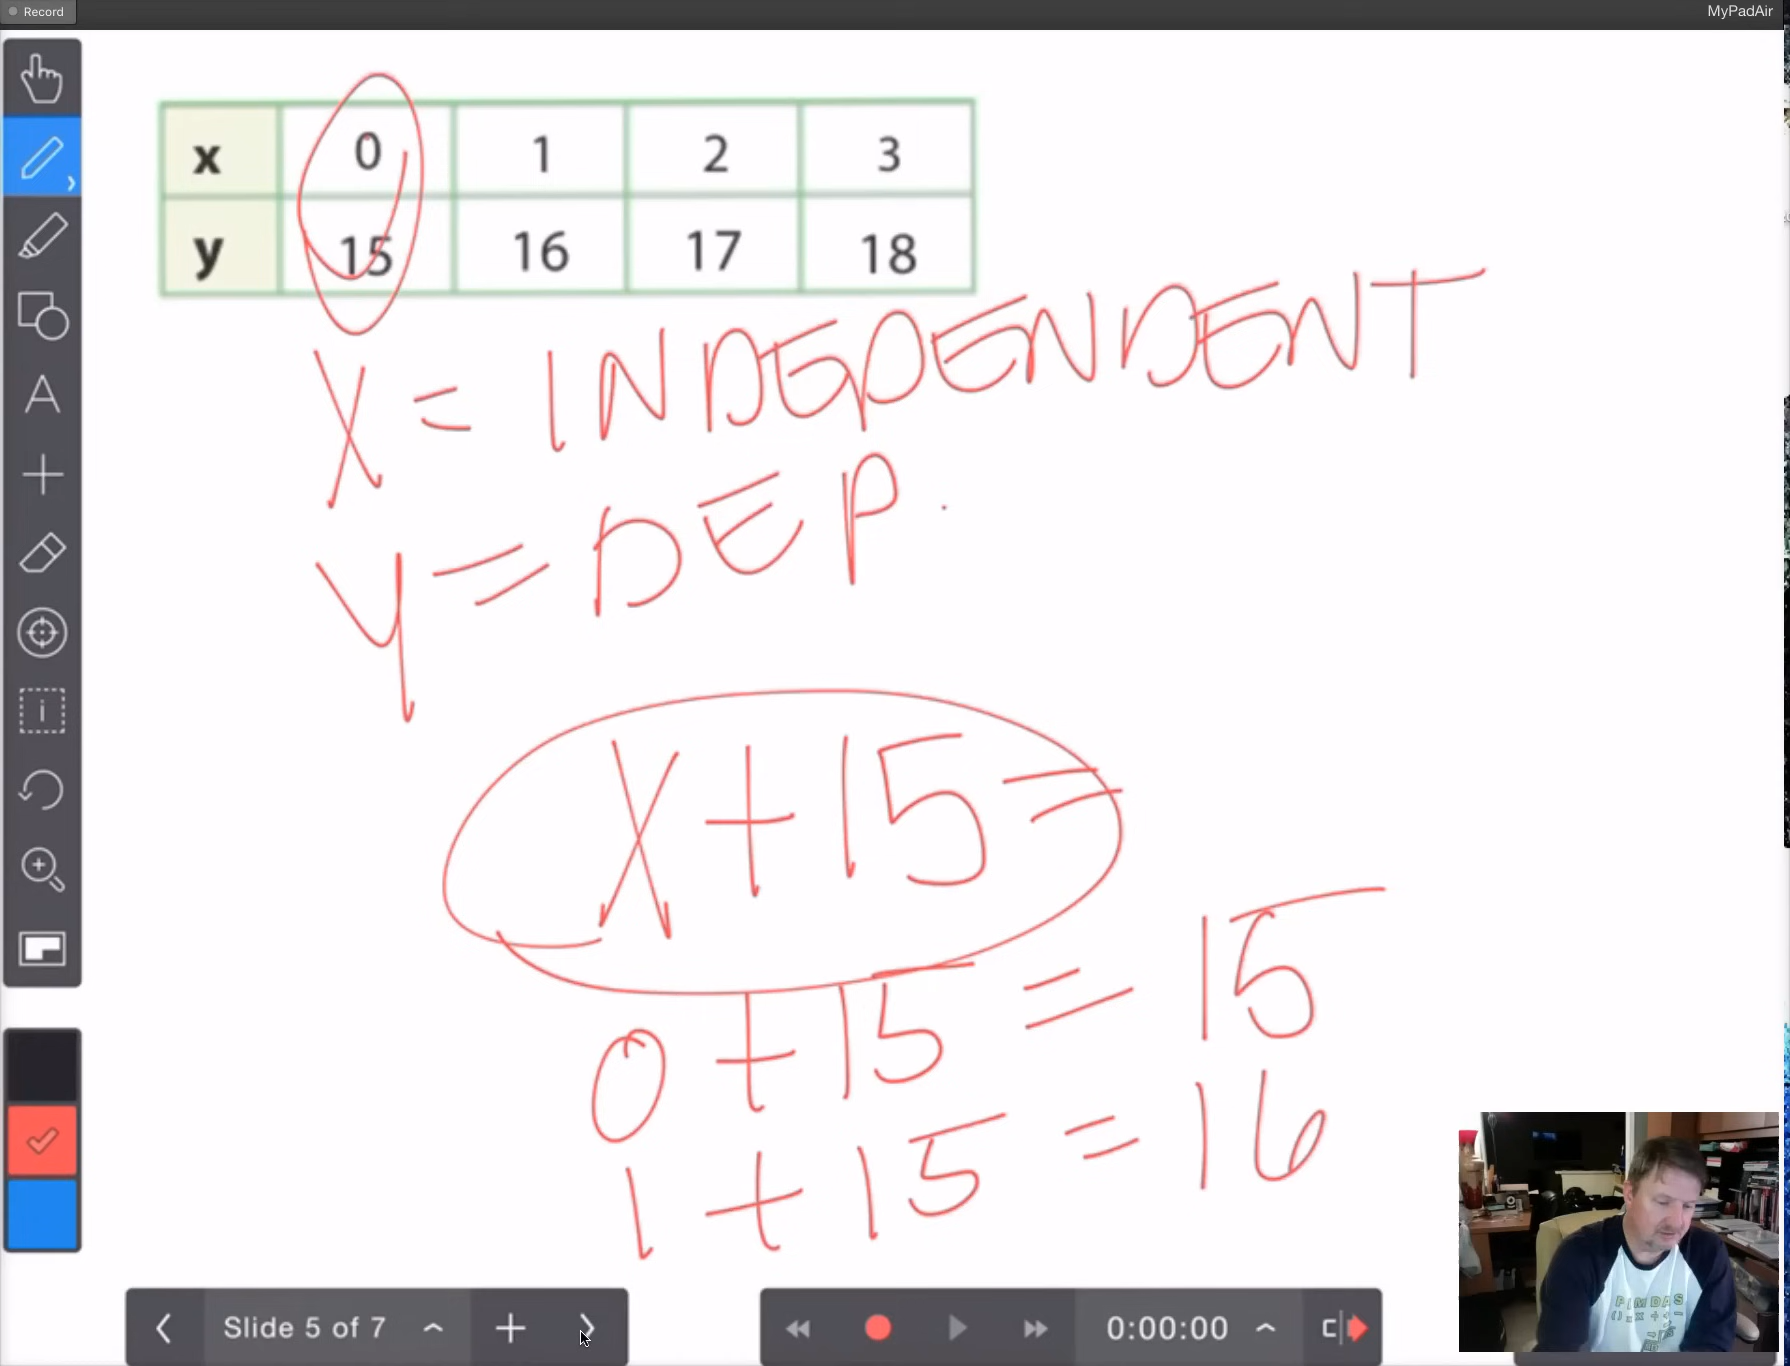 Record
MyPadAir
x 0 1 2 3
y 15 16 17 18
X = INDEPENDENT
Y = DEP.
X + 15 =
0 + 15 = 15
1 + 15 = 16
A
i
Slide 5 of 7
0:00:00